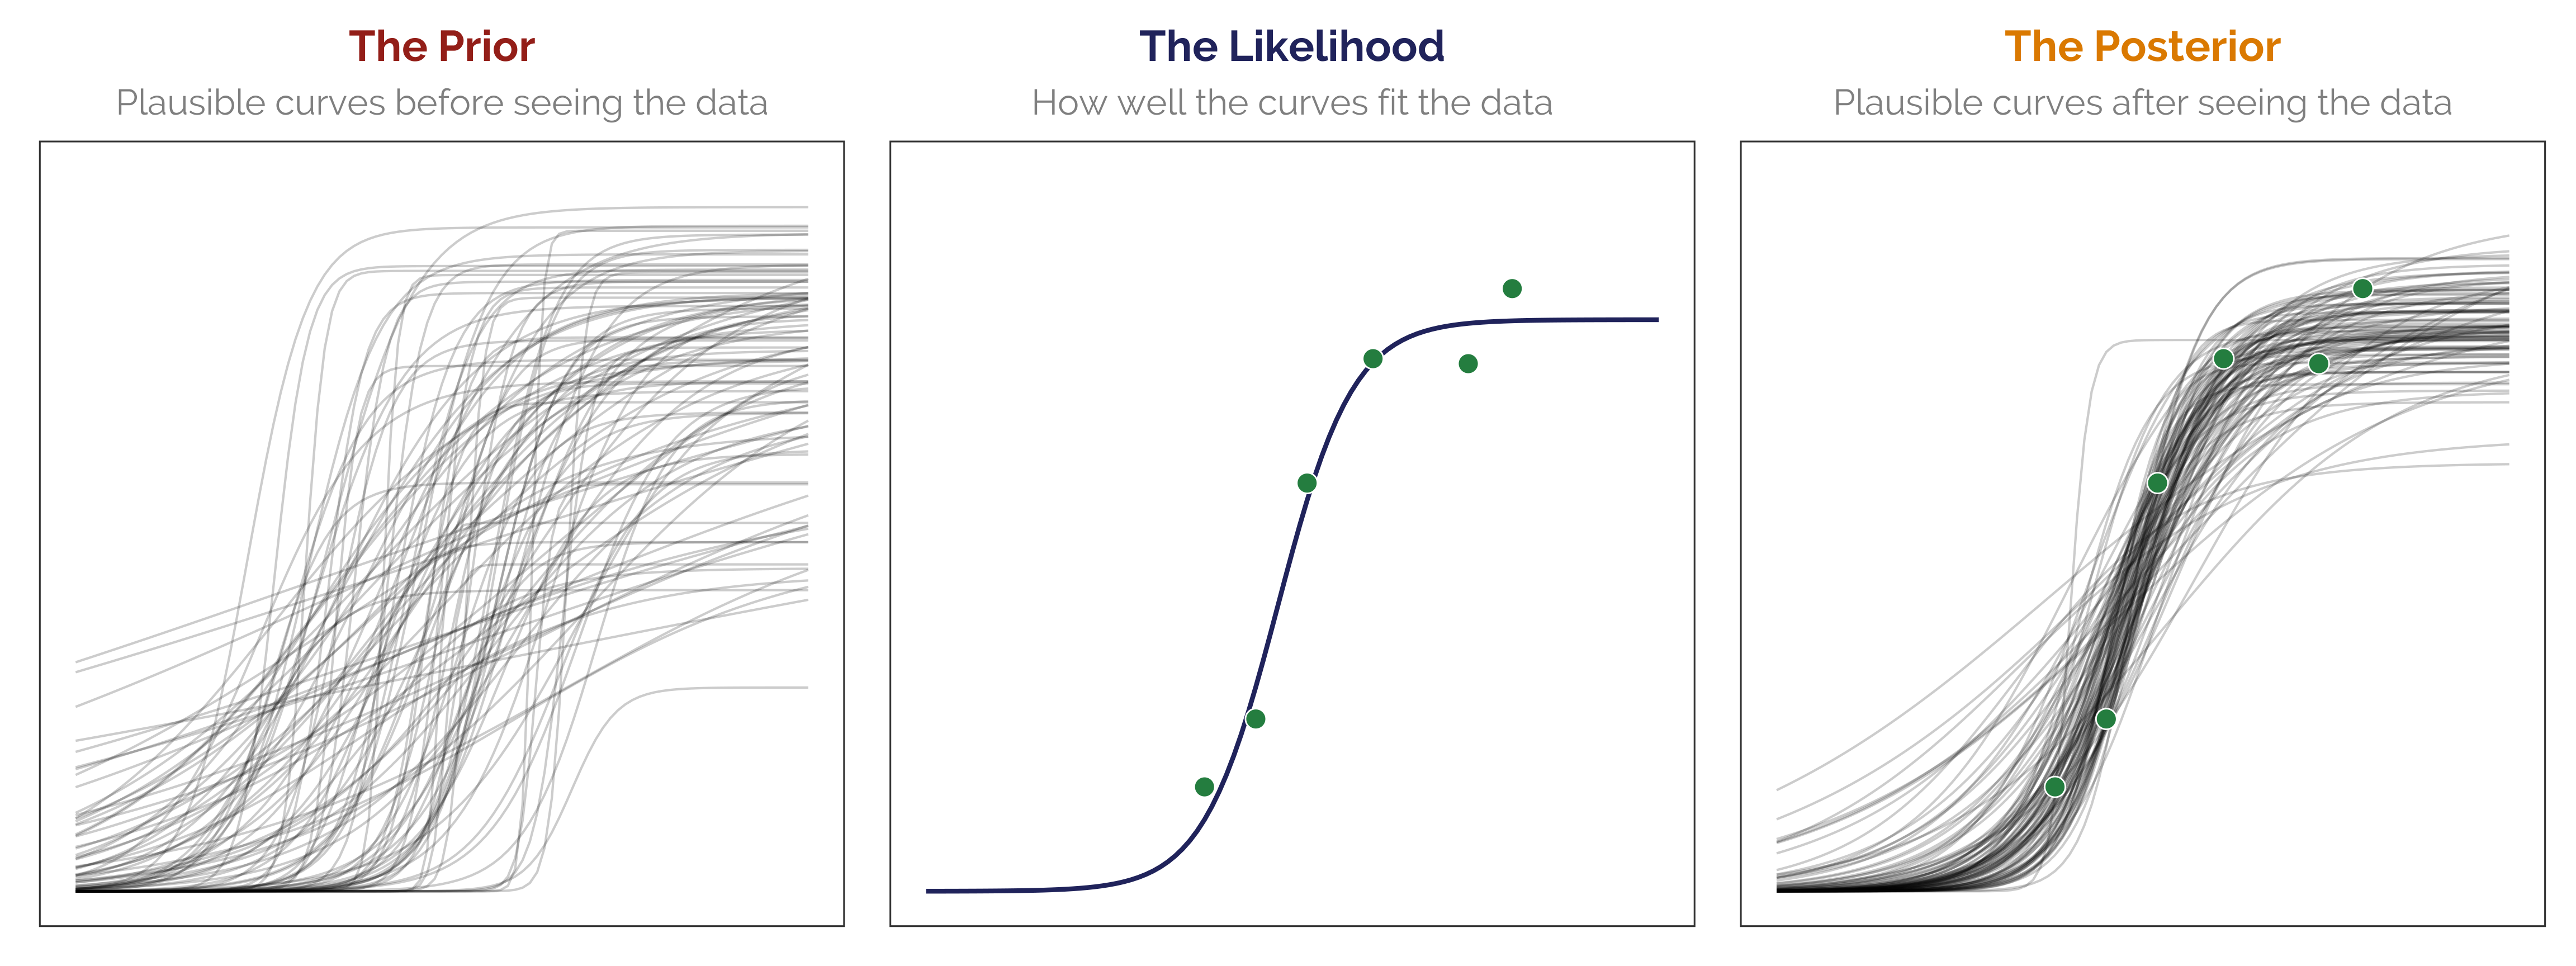 The Prior
Plausible curves before seeing the data
The Likelihood
How well the curves fit the data
The Posterior
Plausible curves after seeing the data